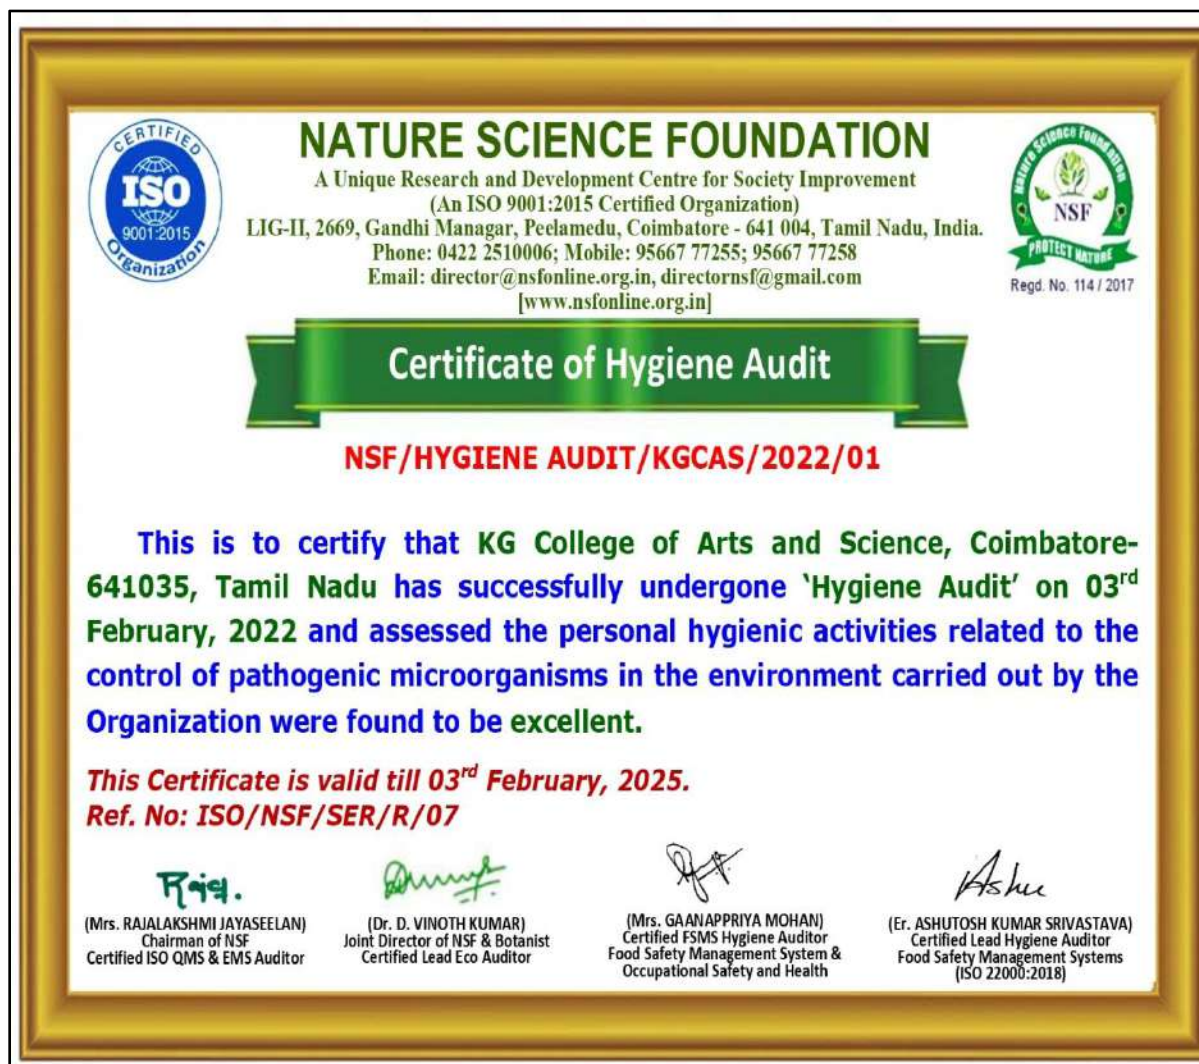 CERTIFIED
ISO
9001:2015
Organization
NATURE SCIENCE FOUNDATION
A Unique Research and Development Centre for Society Improvement
(An ISO 9001:2015 Certified Organization)
LIG-II, 2669, Gandhi Managar, Peelamedu, Coimbatore - 641 004, Tamil Nadu, India.
Phone: 0422 2510006; Mobile: 95667 77255; 95667 77258
Email: director@nsfonline.org.in, directornsf@gmail.com
[www.nsfonline.org.in]
Nature Science Foundation
NSF
PROTECT NATURE
Regd. No. 114 / 2017
Certificate of Hygiene Audit
NSF/HYGIENE AUDIT/KGCAS/2022/01
This is to certify that KG College of Arts and Science, Coimbatore-
641035, Tamil Nadu has successfully undergone ‘Hygiene Audit’ on 03rd
February, 2022 and assessed the personal hygienic activities related to the
control of pathogenic microorganisms in the environment carried out by the
Organization were found to be excellent.
This Certificate is valid till 03rd February, 2025.
Ref. No: ISO/NSF/SER/R/07
(Mrs. RAJALAKSHMI JAYASEELAN)
Chairman of NSF
Certified ISO QMS & EMS Auditor
(Dr. D. VINOTH KUMAR)
Joint Director of NSF & Botanist
Certified Lead Eco Auditor
(Mrs. GAANAPPRIYA MOHAN)
Certified FSMS Hygiene Auditor
Food Safety Management System &
Occupational Safety and Health
Ashu
(Er. ASHUTOSH KUMAR SRIVASTAVA)
Certified Lead Hygiene Auditor
Food Safety Management Systems
(ISO 22000:2018)